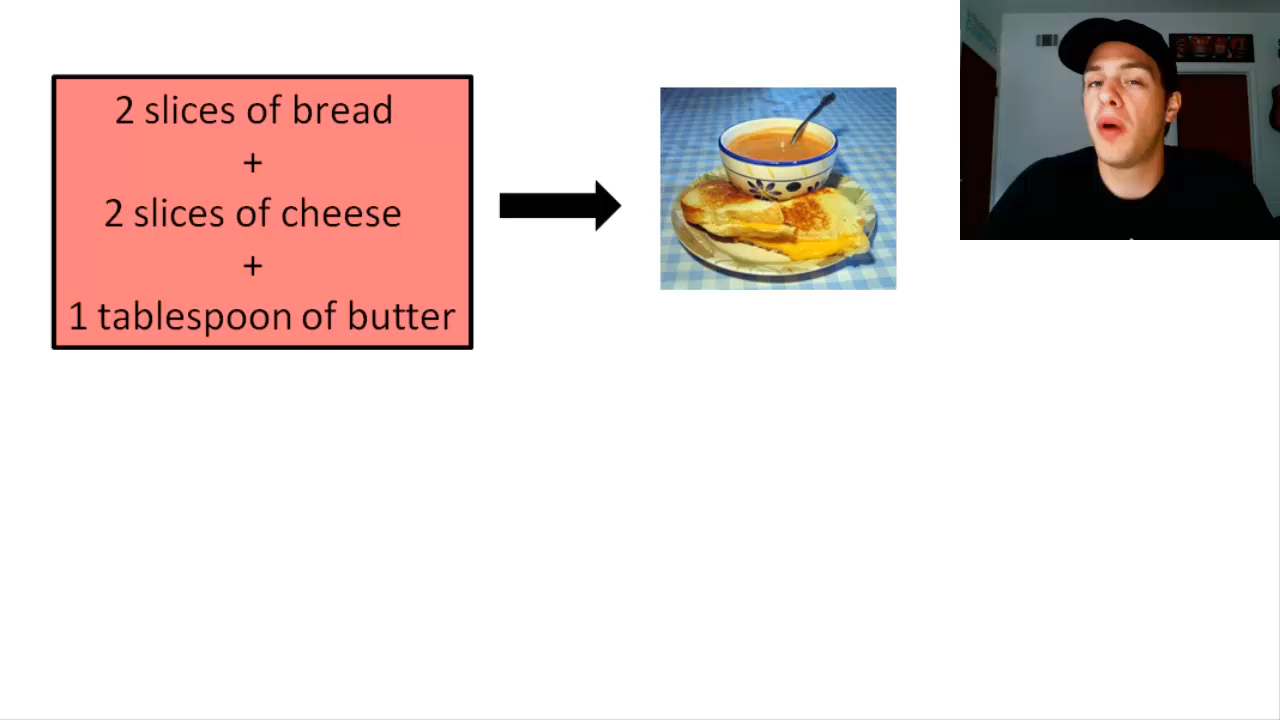 2 slices of bread
+
2 slices of cheese
+
1 tablespoon of butter